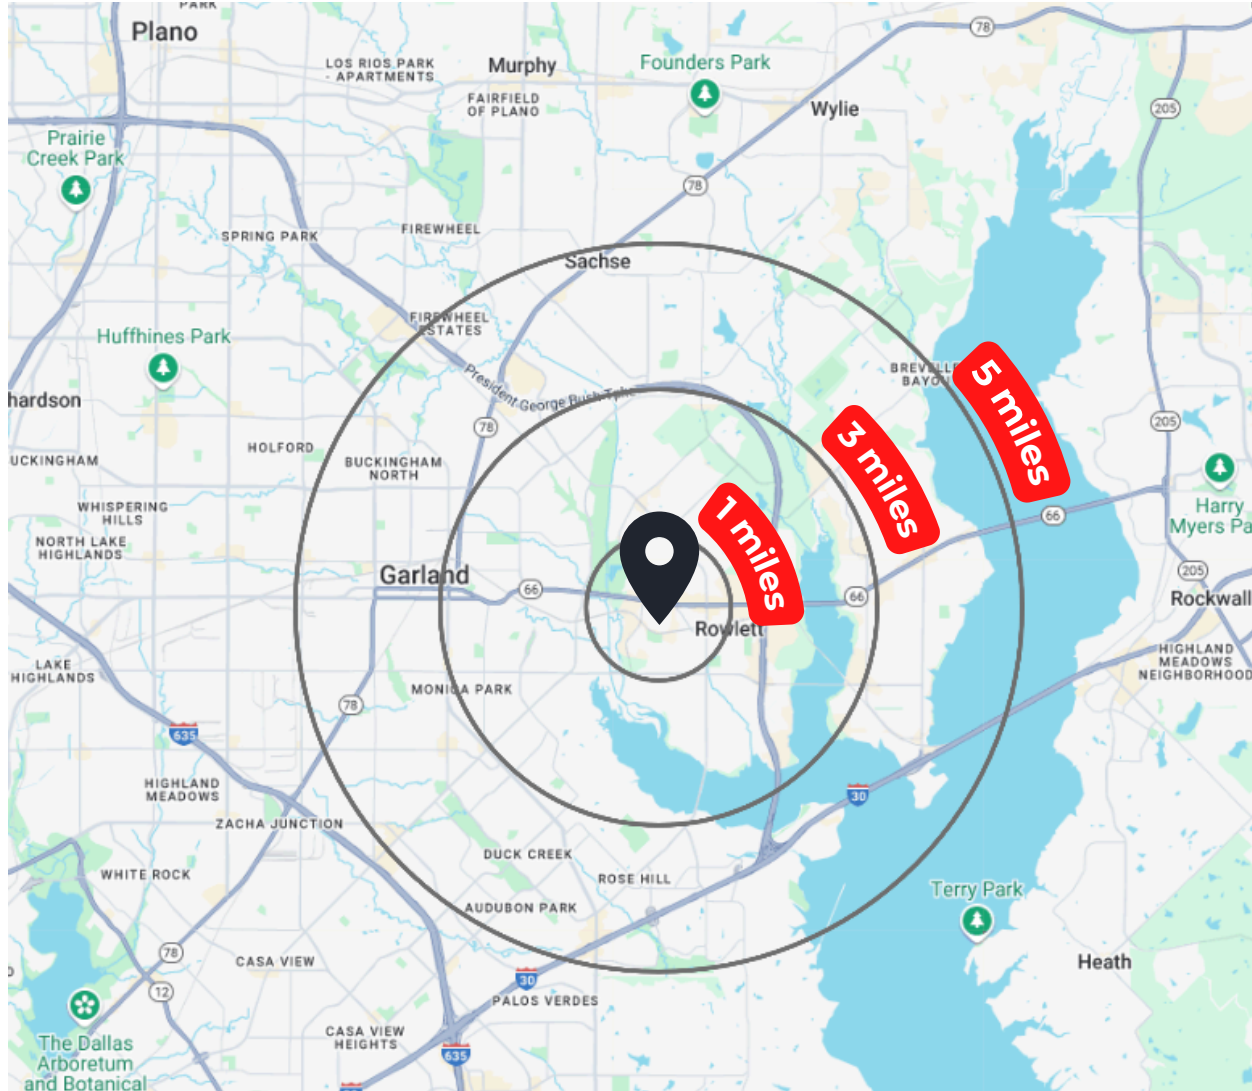 PARK
Plano
78
LOS RIOS PARK
- APARTMENTS
Murphy
Founders Park
FAIRFIELD
OF PLANO
Wylie
205
Prairie
Creek Park
78
SPRING PARK
FIREWHEEL
Sachse
FIREWHEEL
ESTATES
Huffhines Park
BREVELLE
BAYOU
5 miles
President George Bush Tpke
hardson
78
205
3 miles
HOLFORD
UCKINGHAM
BUCKINGHAM
NORTH
WHISPERING
HILLS
1 miles
66
Harry
Myers Pa
NORTH LAKE
HIGHLANDS
Garland
66
66
205
Rockwall
Rowlett
LAKE
HIGHLANDS
HIGHLAND
MEADOWS
NEIGHBORHOOD
MONICA PARK
78
635
HIGHLAND
MEADOWS
30
ZACHA JUNCTION
DUCK CREEK
WHITE ROCK
ROSE HILL
Terry Park
AUDUBON PARK
78
CASA VIEW
Heath
30
12
PALOS VERDES
CASA VIEW
HEIGHTS
635
The Dallas
Arboretum
and Botanical